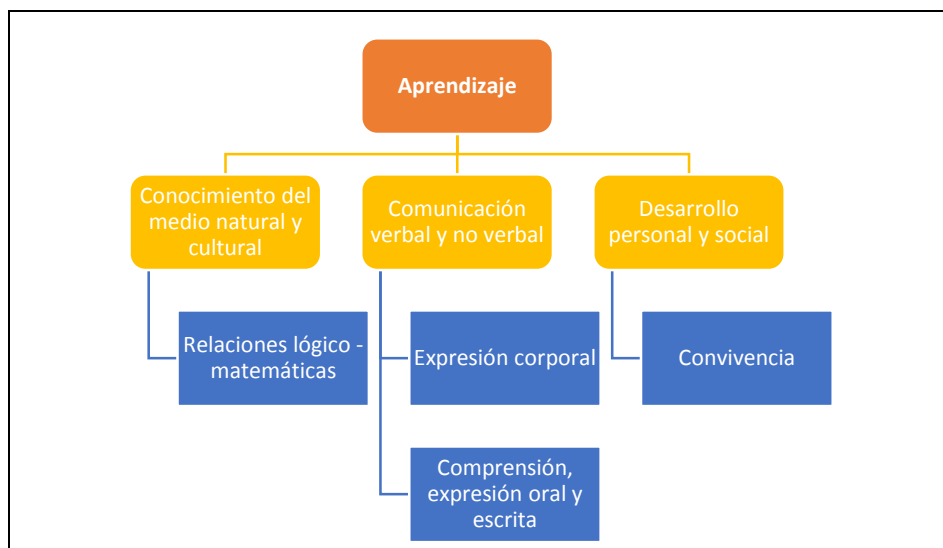 Aprendizaje
Conocimiento del
medio natural y
cultural
Comunicación
verbal y no verbal
Desarrollo
personal y social
Relaciones lógico -
matemáticas
Expresión corporal
Convivencia
Comprensión,
expresión oral y
escrita